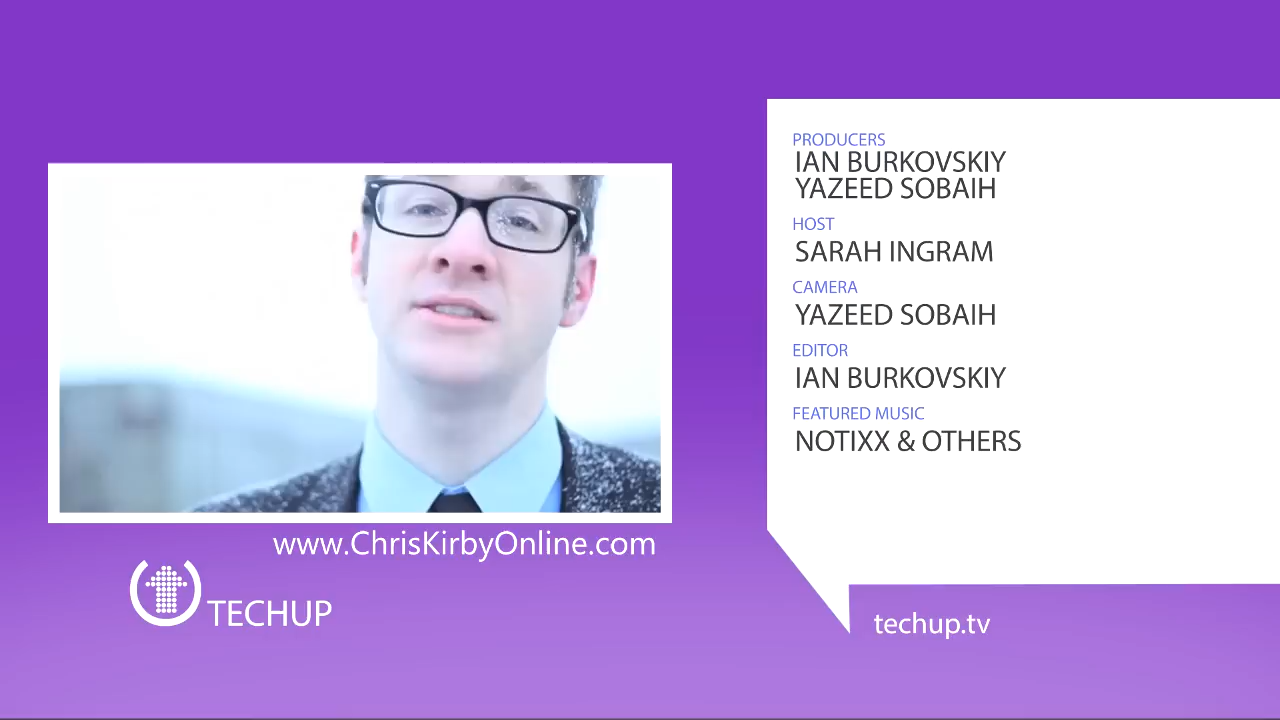 www.ChrisKirbyOnline.com
TECHUP
PRODUCERS
IAN BURKOVSKIY
YAZEED SOBAIH
HOST
SARAH INGRAM
CAMERA
YAZEED SOBAIH
EDITOR
IAN BURKOVSKIY
FEATURED MUSIC
NOTIXX & OTHERS
techup.tv